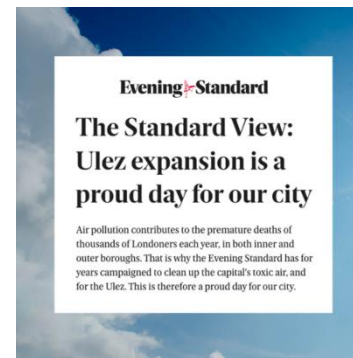 Evening Standard
The Standard View:
Ulez expansion is a
proud day for our city
Air pollution contributes to the premature deaths of
thousands of Londoners each year, in both inner and
outer boroughs. That is why the Evening Standard has for
years campaigned to clean up the capital's toxic air, and
for the Ulez. This is therefore a proud day for our city.